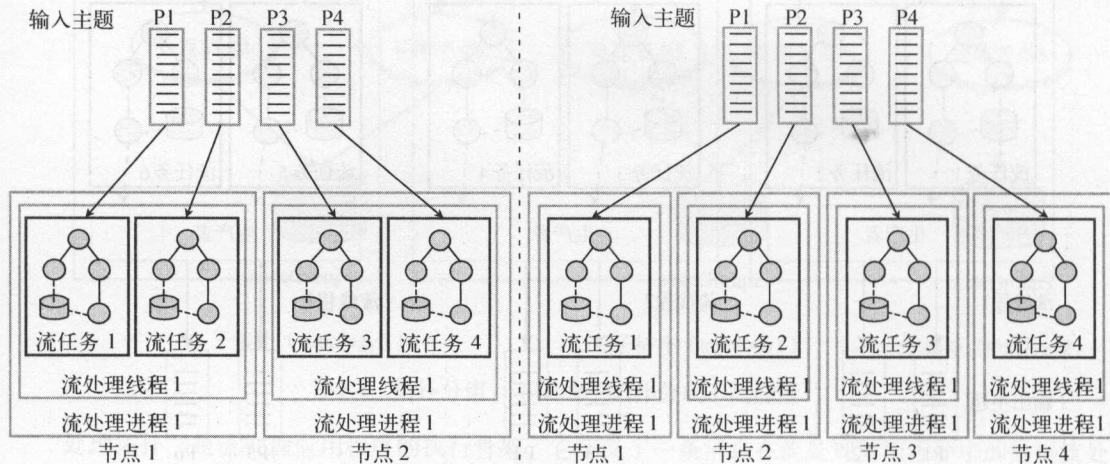 输入主题 P1 P2 P3 P4
流任务 1 流任务 2 流任务 3 流任务 4
流处理线程 1 流处理线程 1
流处理进程 1 流处理进程 1
节点 1 节点 2
输入主题 P1 P2 P3 P4
流任务 1 流任务 2 流任务 3 流任务 4
流处理线程1 流处理线程1 流处理线程1 流处理线程1
流处理进程 1 流处理进程 1 流处理进程 1 流处理进程 1
节点 1 节点 2 节点 3 节点 4